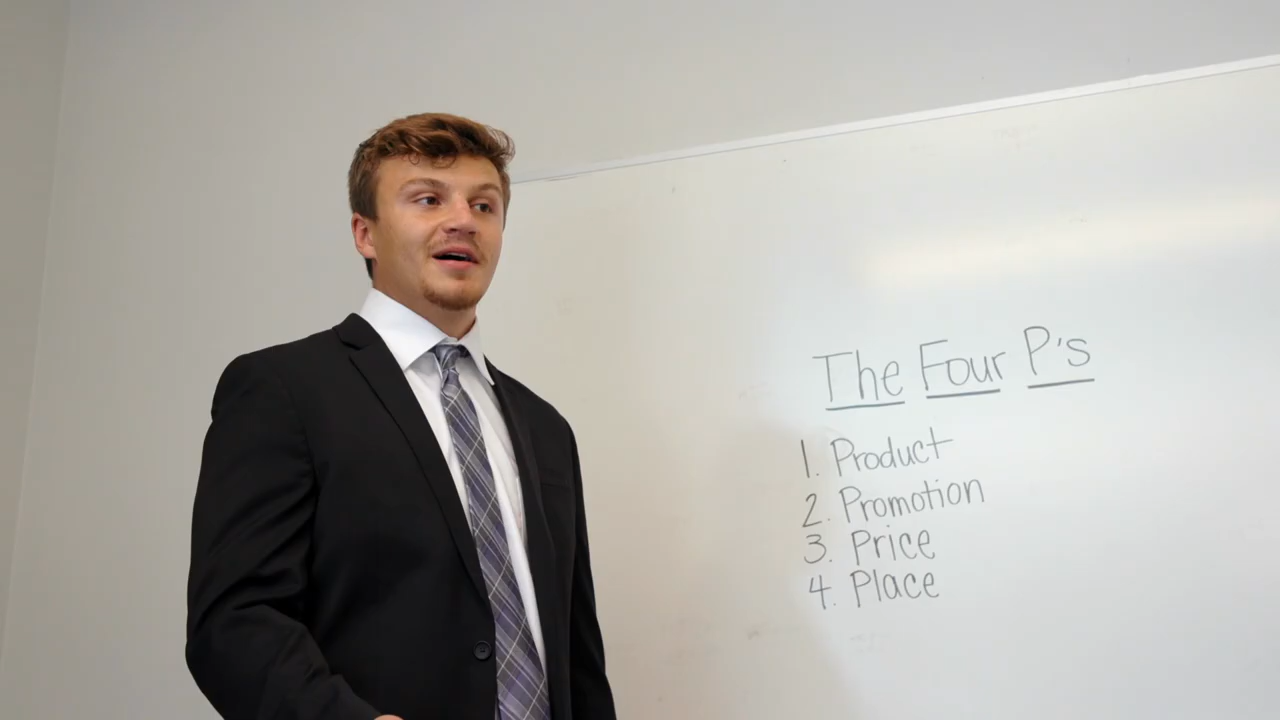 The Four P's
1. Product
2. Promotion
3. Price
4. Place